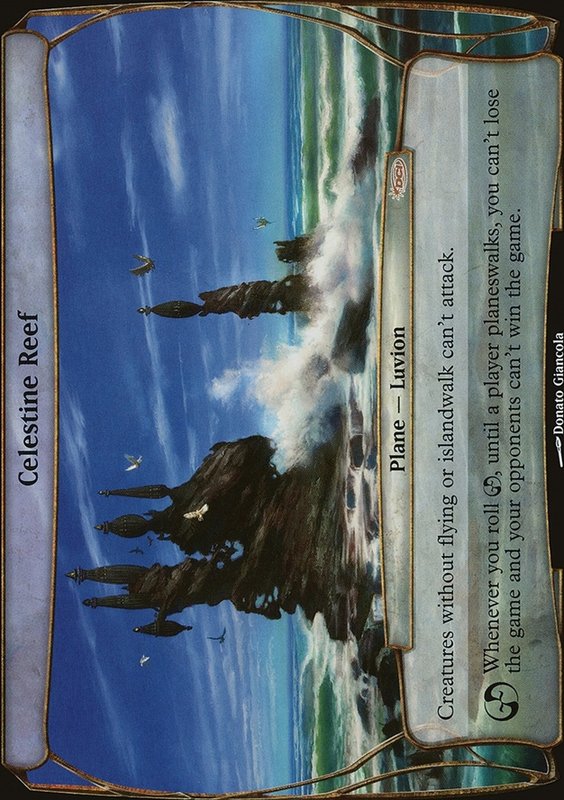 Celestine Reef
Plane — Luvion
DCI
Creatures without flying or islandwalk can't attack.
Whenever you roll , until a player planeswalks, you can't lose
the game and your opponents can't win the game.
Donato Giancola